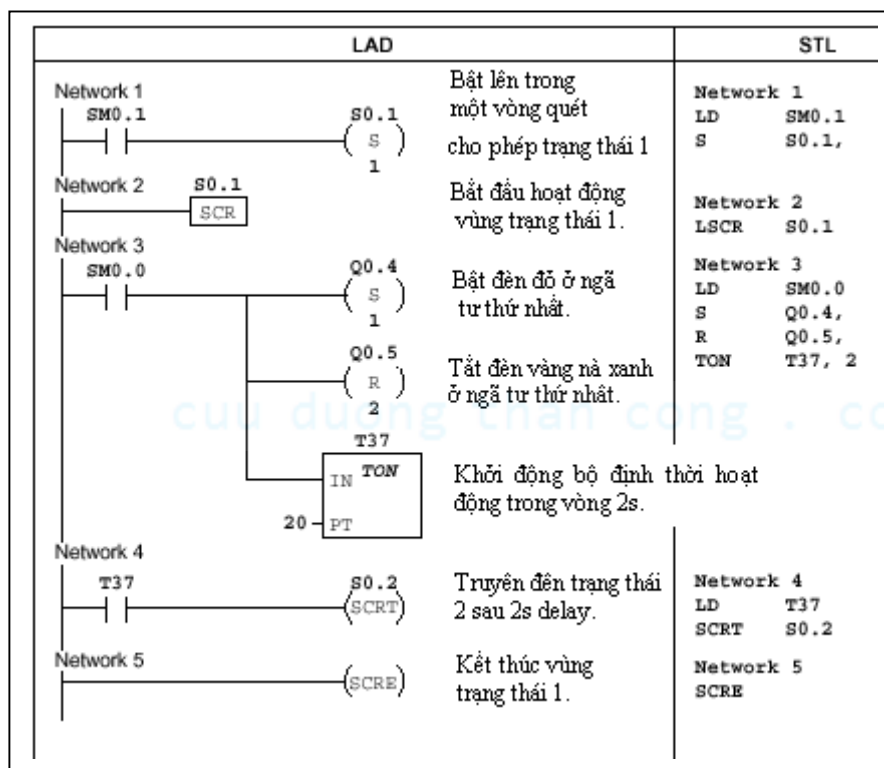 LAD
STL
Network 1
SM0.1
S0.1
S
1
Bật lên trong
một vòng quét
cho phép trạng thái 1
Network 1
LD SM0.1
S S0.1,
Network 2
S0.1
SCR
Bắt đầu hoạt động
vùng trạng thái 1.
Network 2
LSCR S0.1
Network 3
SM0.0
Q0.4
S
1
Bật đèn đỏ ở ngã
tư thứ nhất.
Q0.5
R
2
Tắt đèn vàng nà xanh
ở ngã tư thứ nhât.
T37
IN TON
20 PT
Khởi động bộ định thời hoạt
động trong vòng 2s.
Network 3
LD SM0.0
S Q0.4,
R Q0.5,
TON T37, 2
cuu duong than cong . co
Network 4
T37
S0.2
SCRT
Truyên đên trạng thái
2 sau 2s delay.
Network 4
LD T37
SCRT S0.2
Network 5
SCRE
Kết thúc vùng
trạng thái 1.
Network 5
SCRE